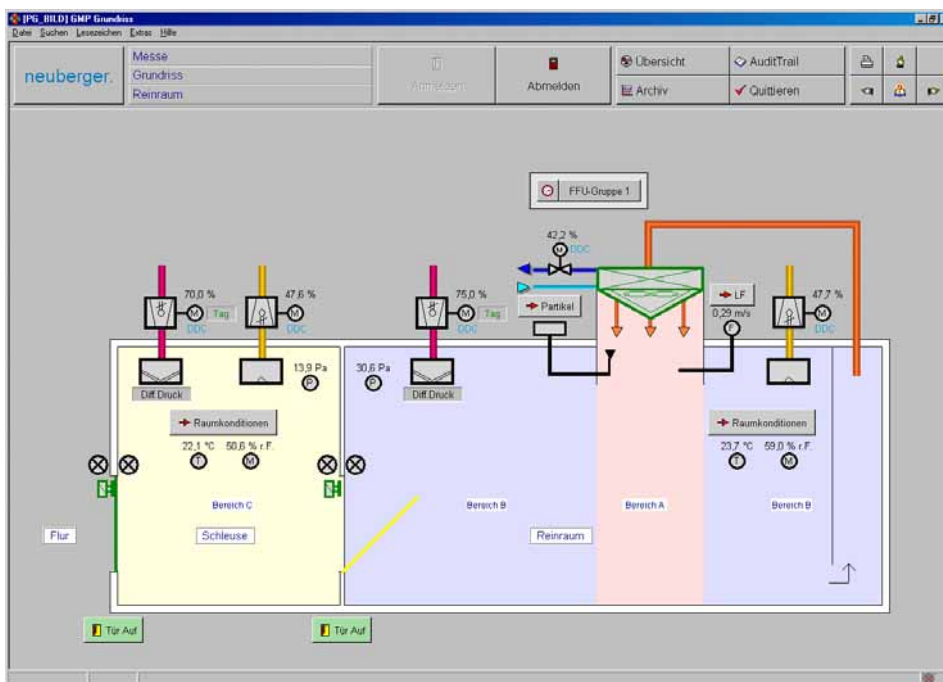 [PG_BILD] GMP Grundriss
Datei Suchen Lesezeichen Extras Hilfe
neuberger.
Messe
Grundriss
Reinraum
Anmelden
Abmelden
Übersicht
AuditTrail
Archiv
Quittieren
FFU-Gruppe 1
42,2 %
M
DDC
70,0 %
M
Tag
DDC
47,6 %
M
DDC
75,0 %
M
Tag
DDC
Partikel
LF
0,29 m/s
F
47,7 %
M
DDC
13,9 Pa
P
30,6 Pa
P
Diff.Druck
Diff.Druck
Raumkonditionen
22,1 °C
50,6 % r.F.
T
M
Raumkonditionen
23,7 °C
59,0 % r.F.
T
M
Bereich C
Bereich B
Bereich A
Bereich B
Flur
Schleuse
Reinraum
Tür Auf
Tür Auf